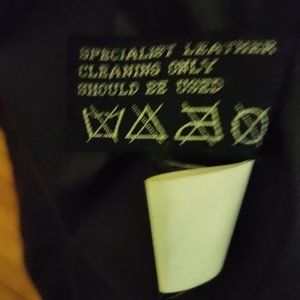 SPECIALIST LEATHER
CLEANING ONLY
SHOULD BE USED